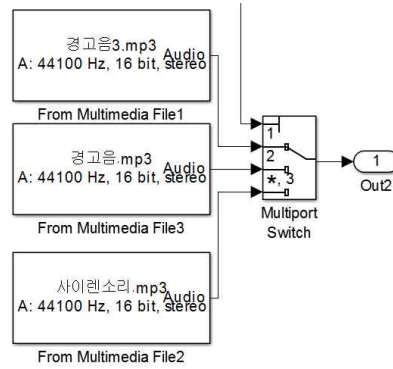 경고음3.mp3
Audio
A: 44100 Hz, 16 bit, stereo
From Multimedia File1
경고음.mp3
Audio
A: 44100 Hz, 16 bit, stereo
From Multimedia File3
사이렌소리.mp3
Audio
A: 44100 Hz, 16 bit, stereo
From Multimedia File2
1
2
*, 3
Multiport
Switch
1
Out2